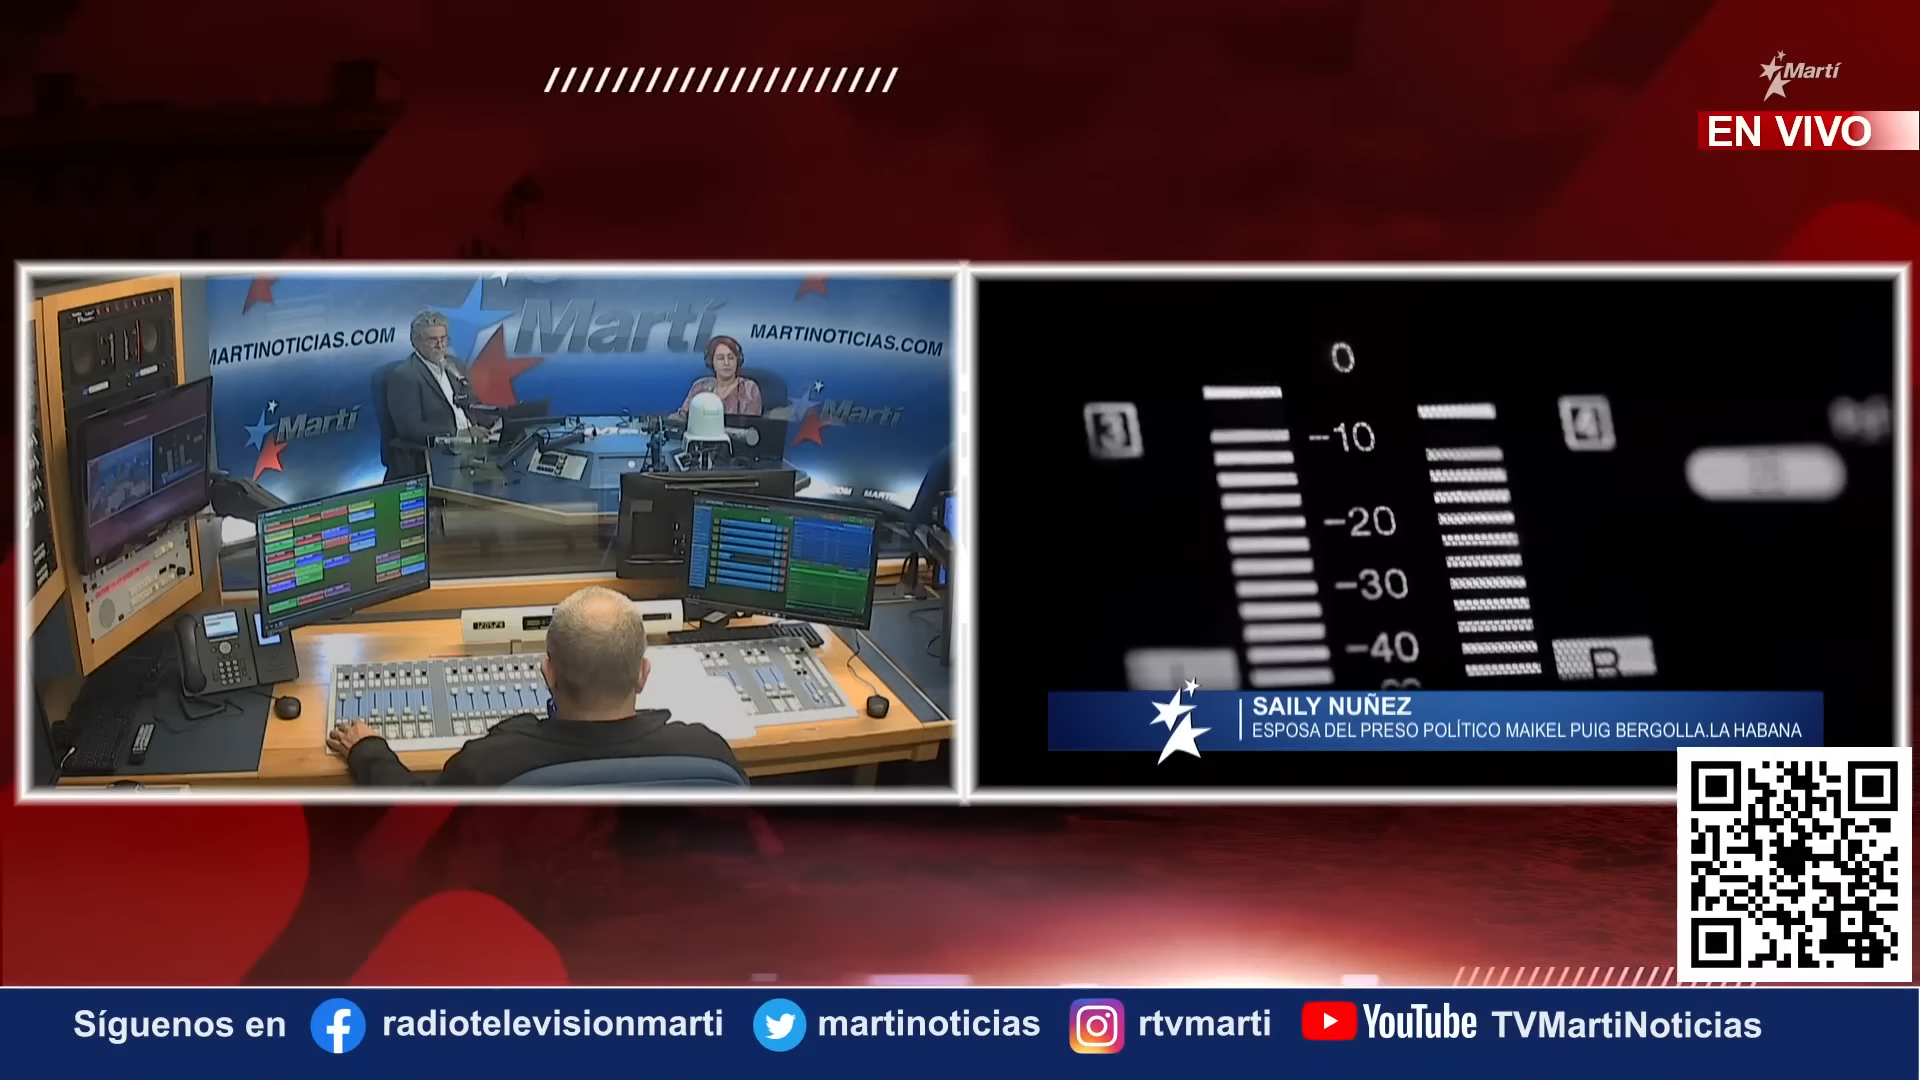 Martí
EN VIVO
MARTINOTICIAS.COM
Martí
MARTINOTICIAS.COM
Martí
Martí
0
3
-10
4
-20
-30
-40
R
SAILY NUÑEZ
ESPOSA DEL PRESO POLÍTICO MAIKEL PUIG BERGOLLA.LA HABANA
Síguenos en
radiotelevisionmarti
martinoticias
rtvmarti
YouTube TVMartiNoticias